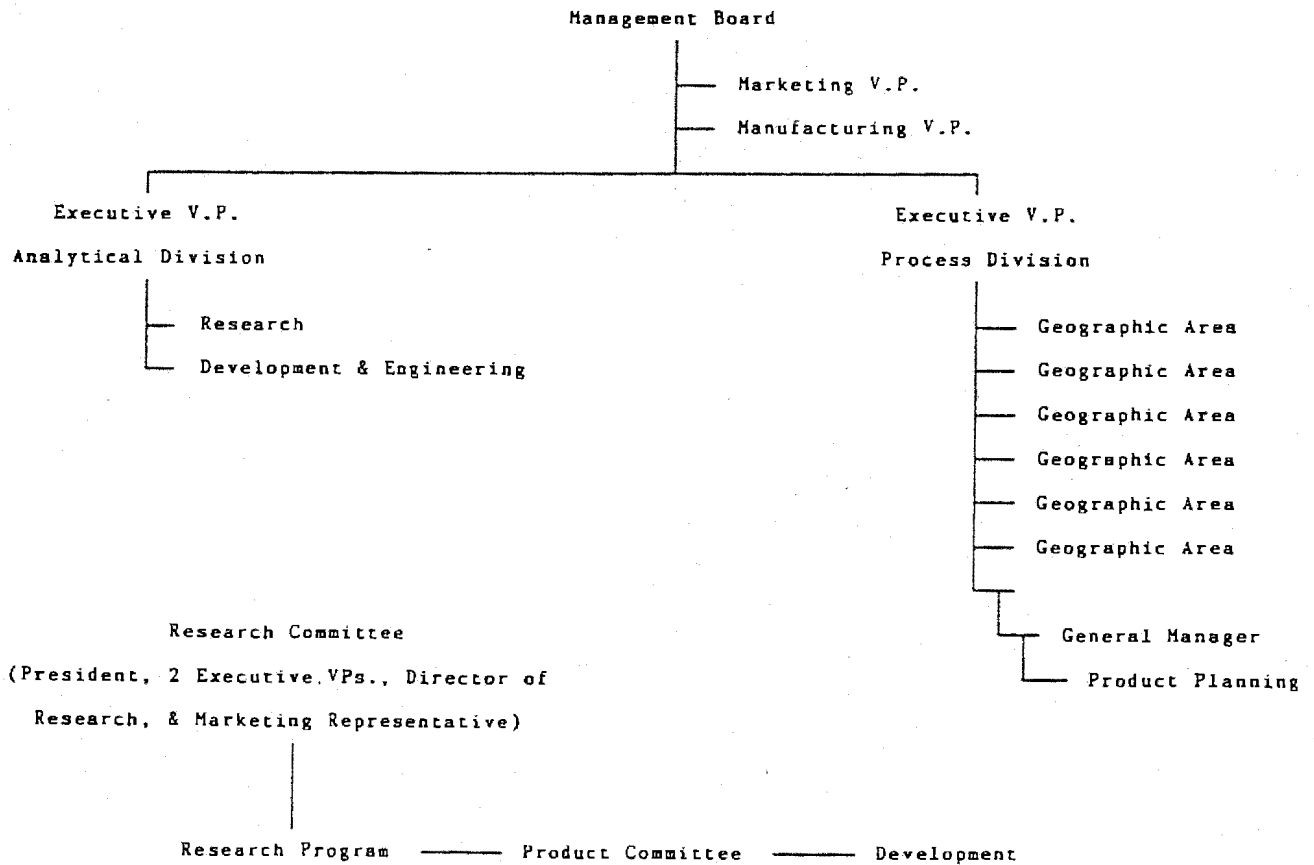 Management Board
Marketing V.P.
Manufacturing V.P.
Executive V.P.
Analytical Division
Research
Development & Engineering
Executive V.P.
Process Division
Geographic Area
Geographic Area
Geographic Area
Geographic Area
Geographic Area
Geographic Area
General Manager
Product Planning
Research Committee
(President, 2 Executive VPs., Director of
Research, & Marketing Representative)
Research Program Product Committee Development